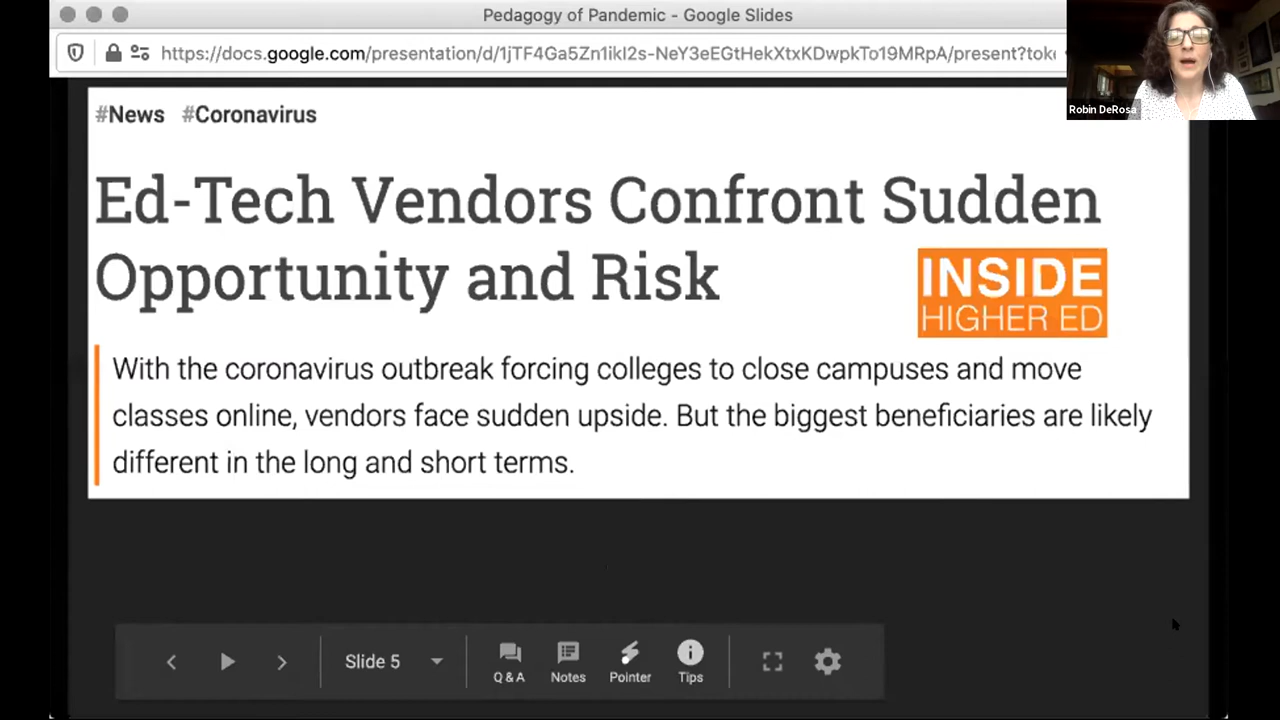 Pedagogy of Pandemic - Google Slides
https://docs.google.com/presentation/d/1jTF4Ga5Zn1ikI2s-NeY3eEGtHekXtxKDwpkTo19MRpA/present?toke
Robin DeRosa
#News #Coronavirus
Ed-Tech Vendors Confront Sudden
Opportunity and Risk
INSIDE
HIGHER ED
With the coronavirus outbreak forcing colleges to close campuses and move
classes online, vendors face sudden upside. But the biggest beneficiaries are likely
different in the long and short terms.
Slide 5
Q & A
Notes
Pointer
Tips